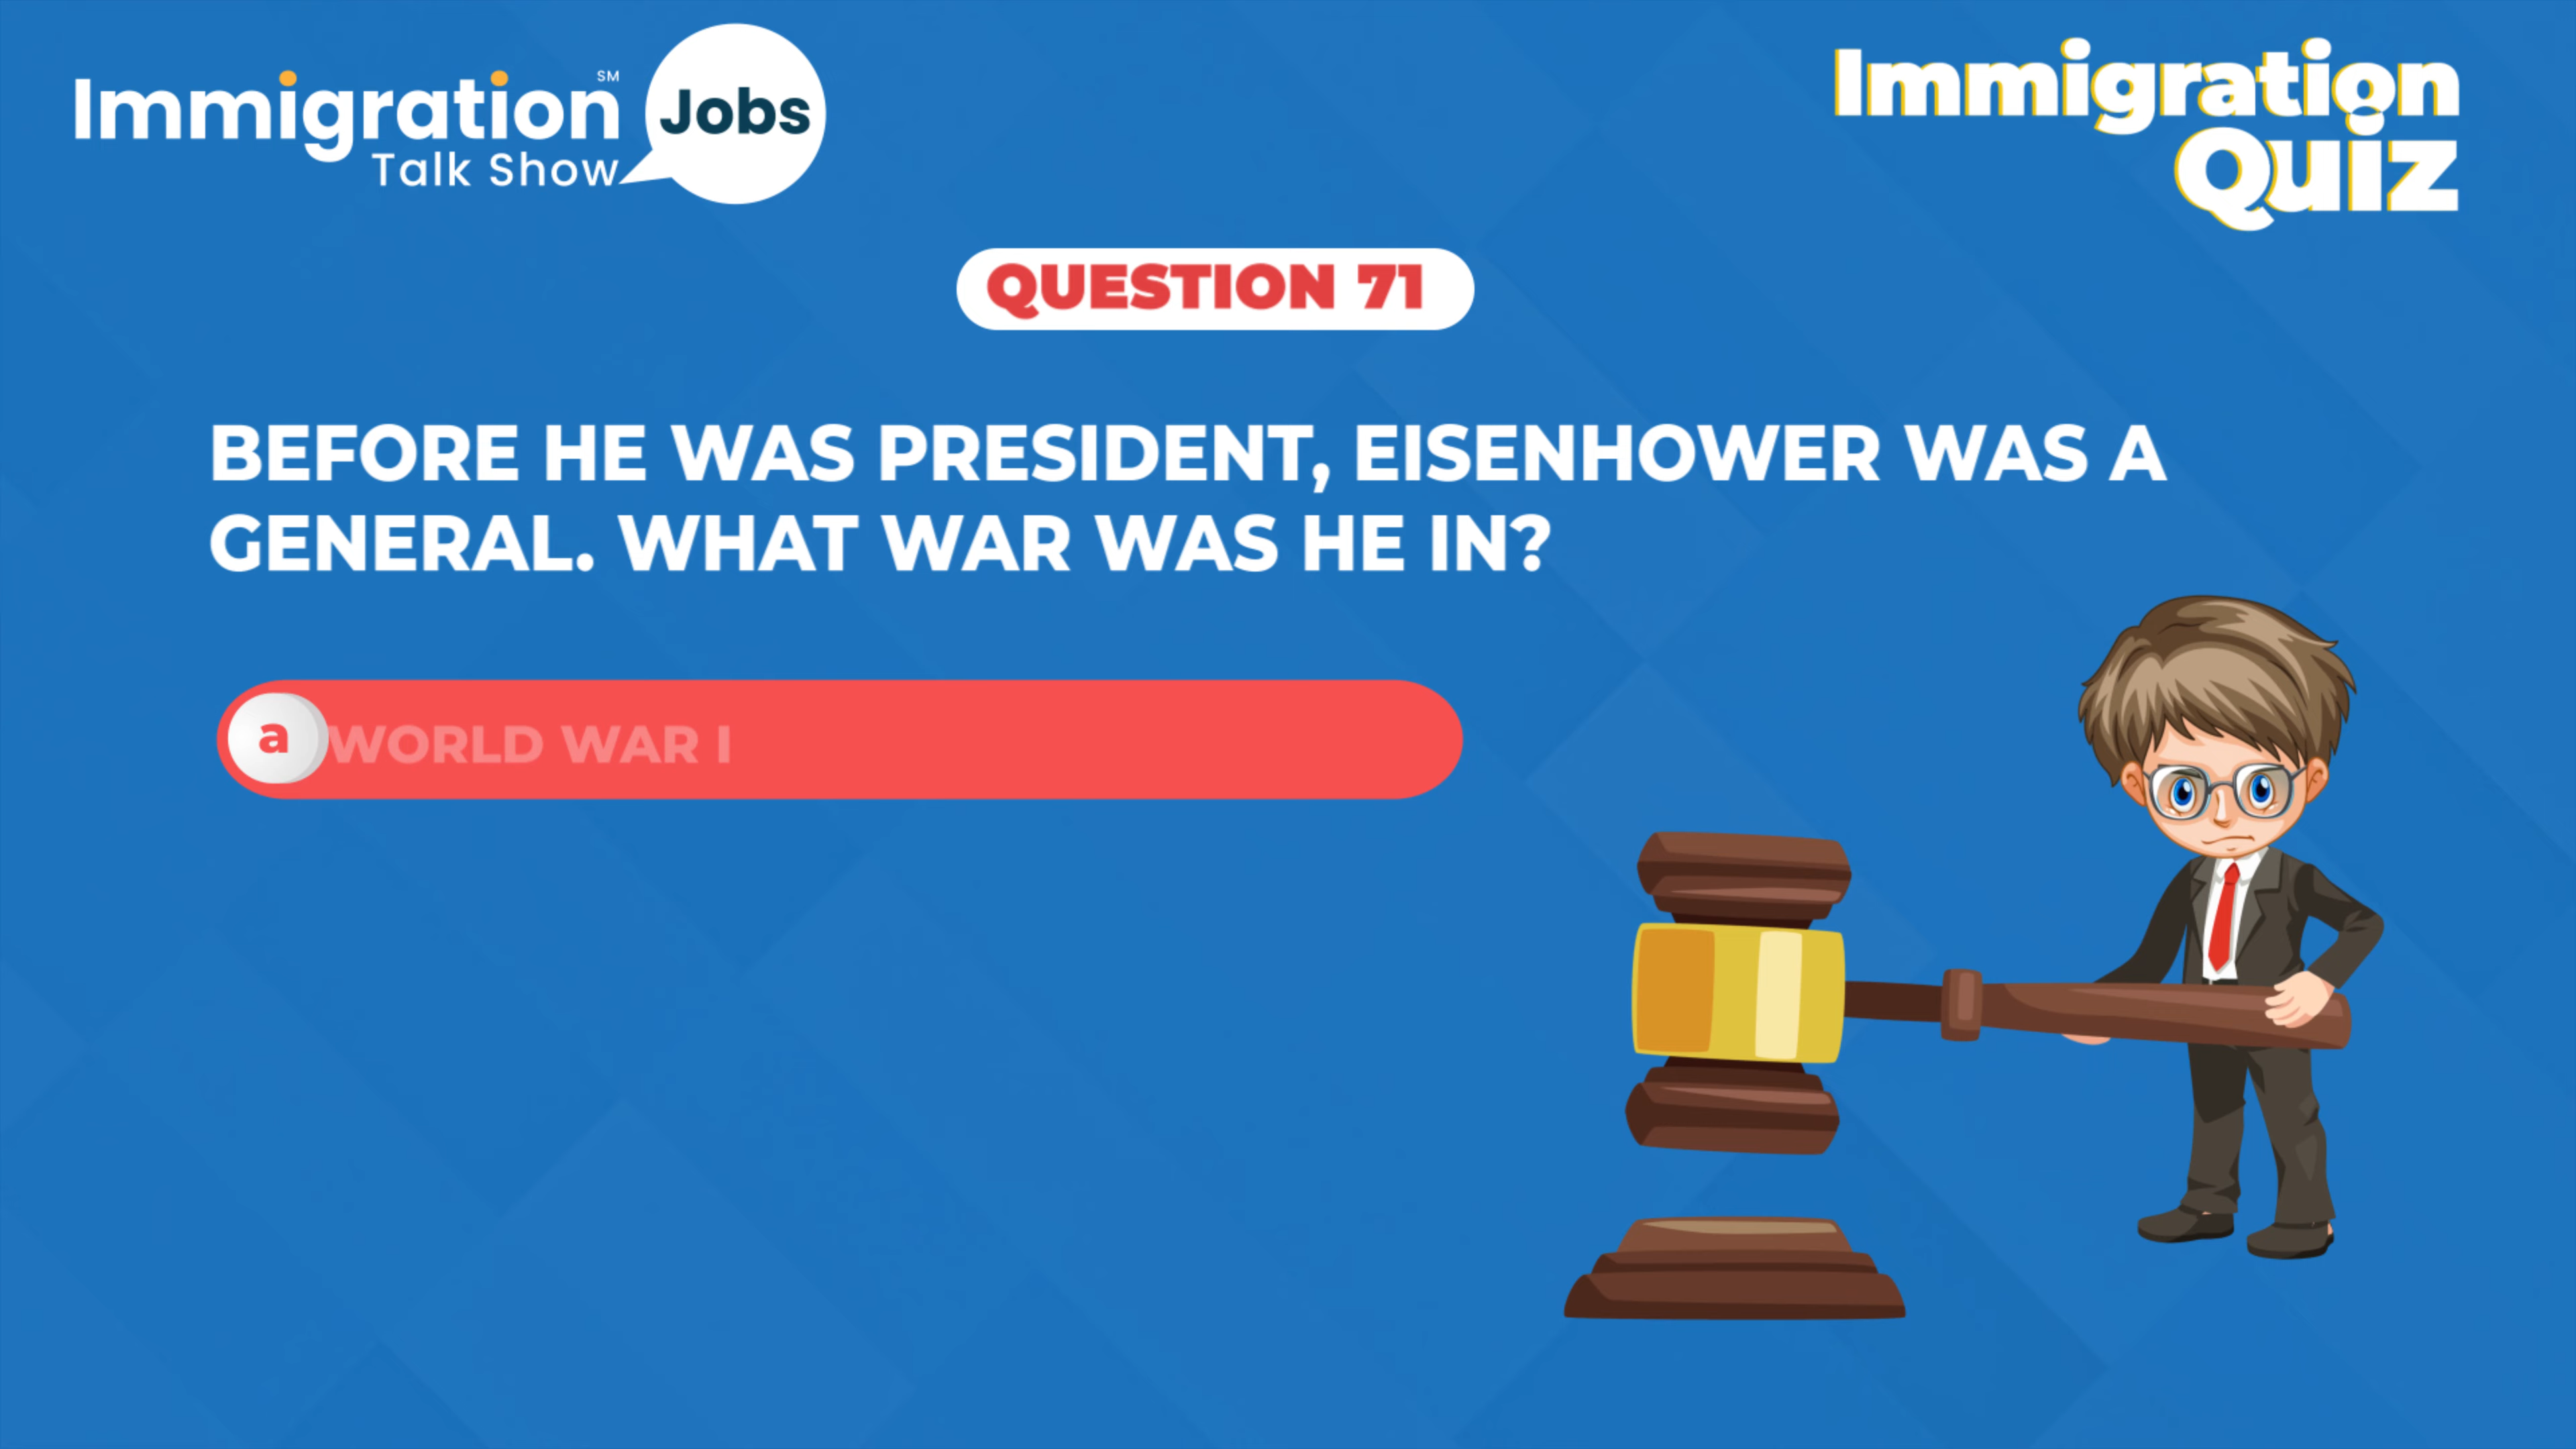 Immigration SM
Talk Show
Jobs
Immigration
Quiz
QUESTION 71
BEFORE HE WAS PRESIDENT, EISENHOWER WAS A
GENERAL. WHAT WAR WAS HE IN?
a WORLD WAR I